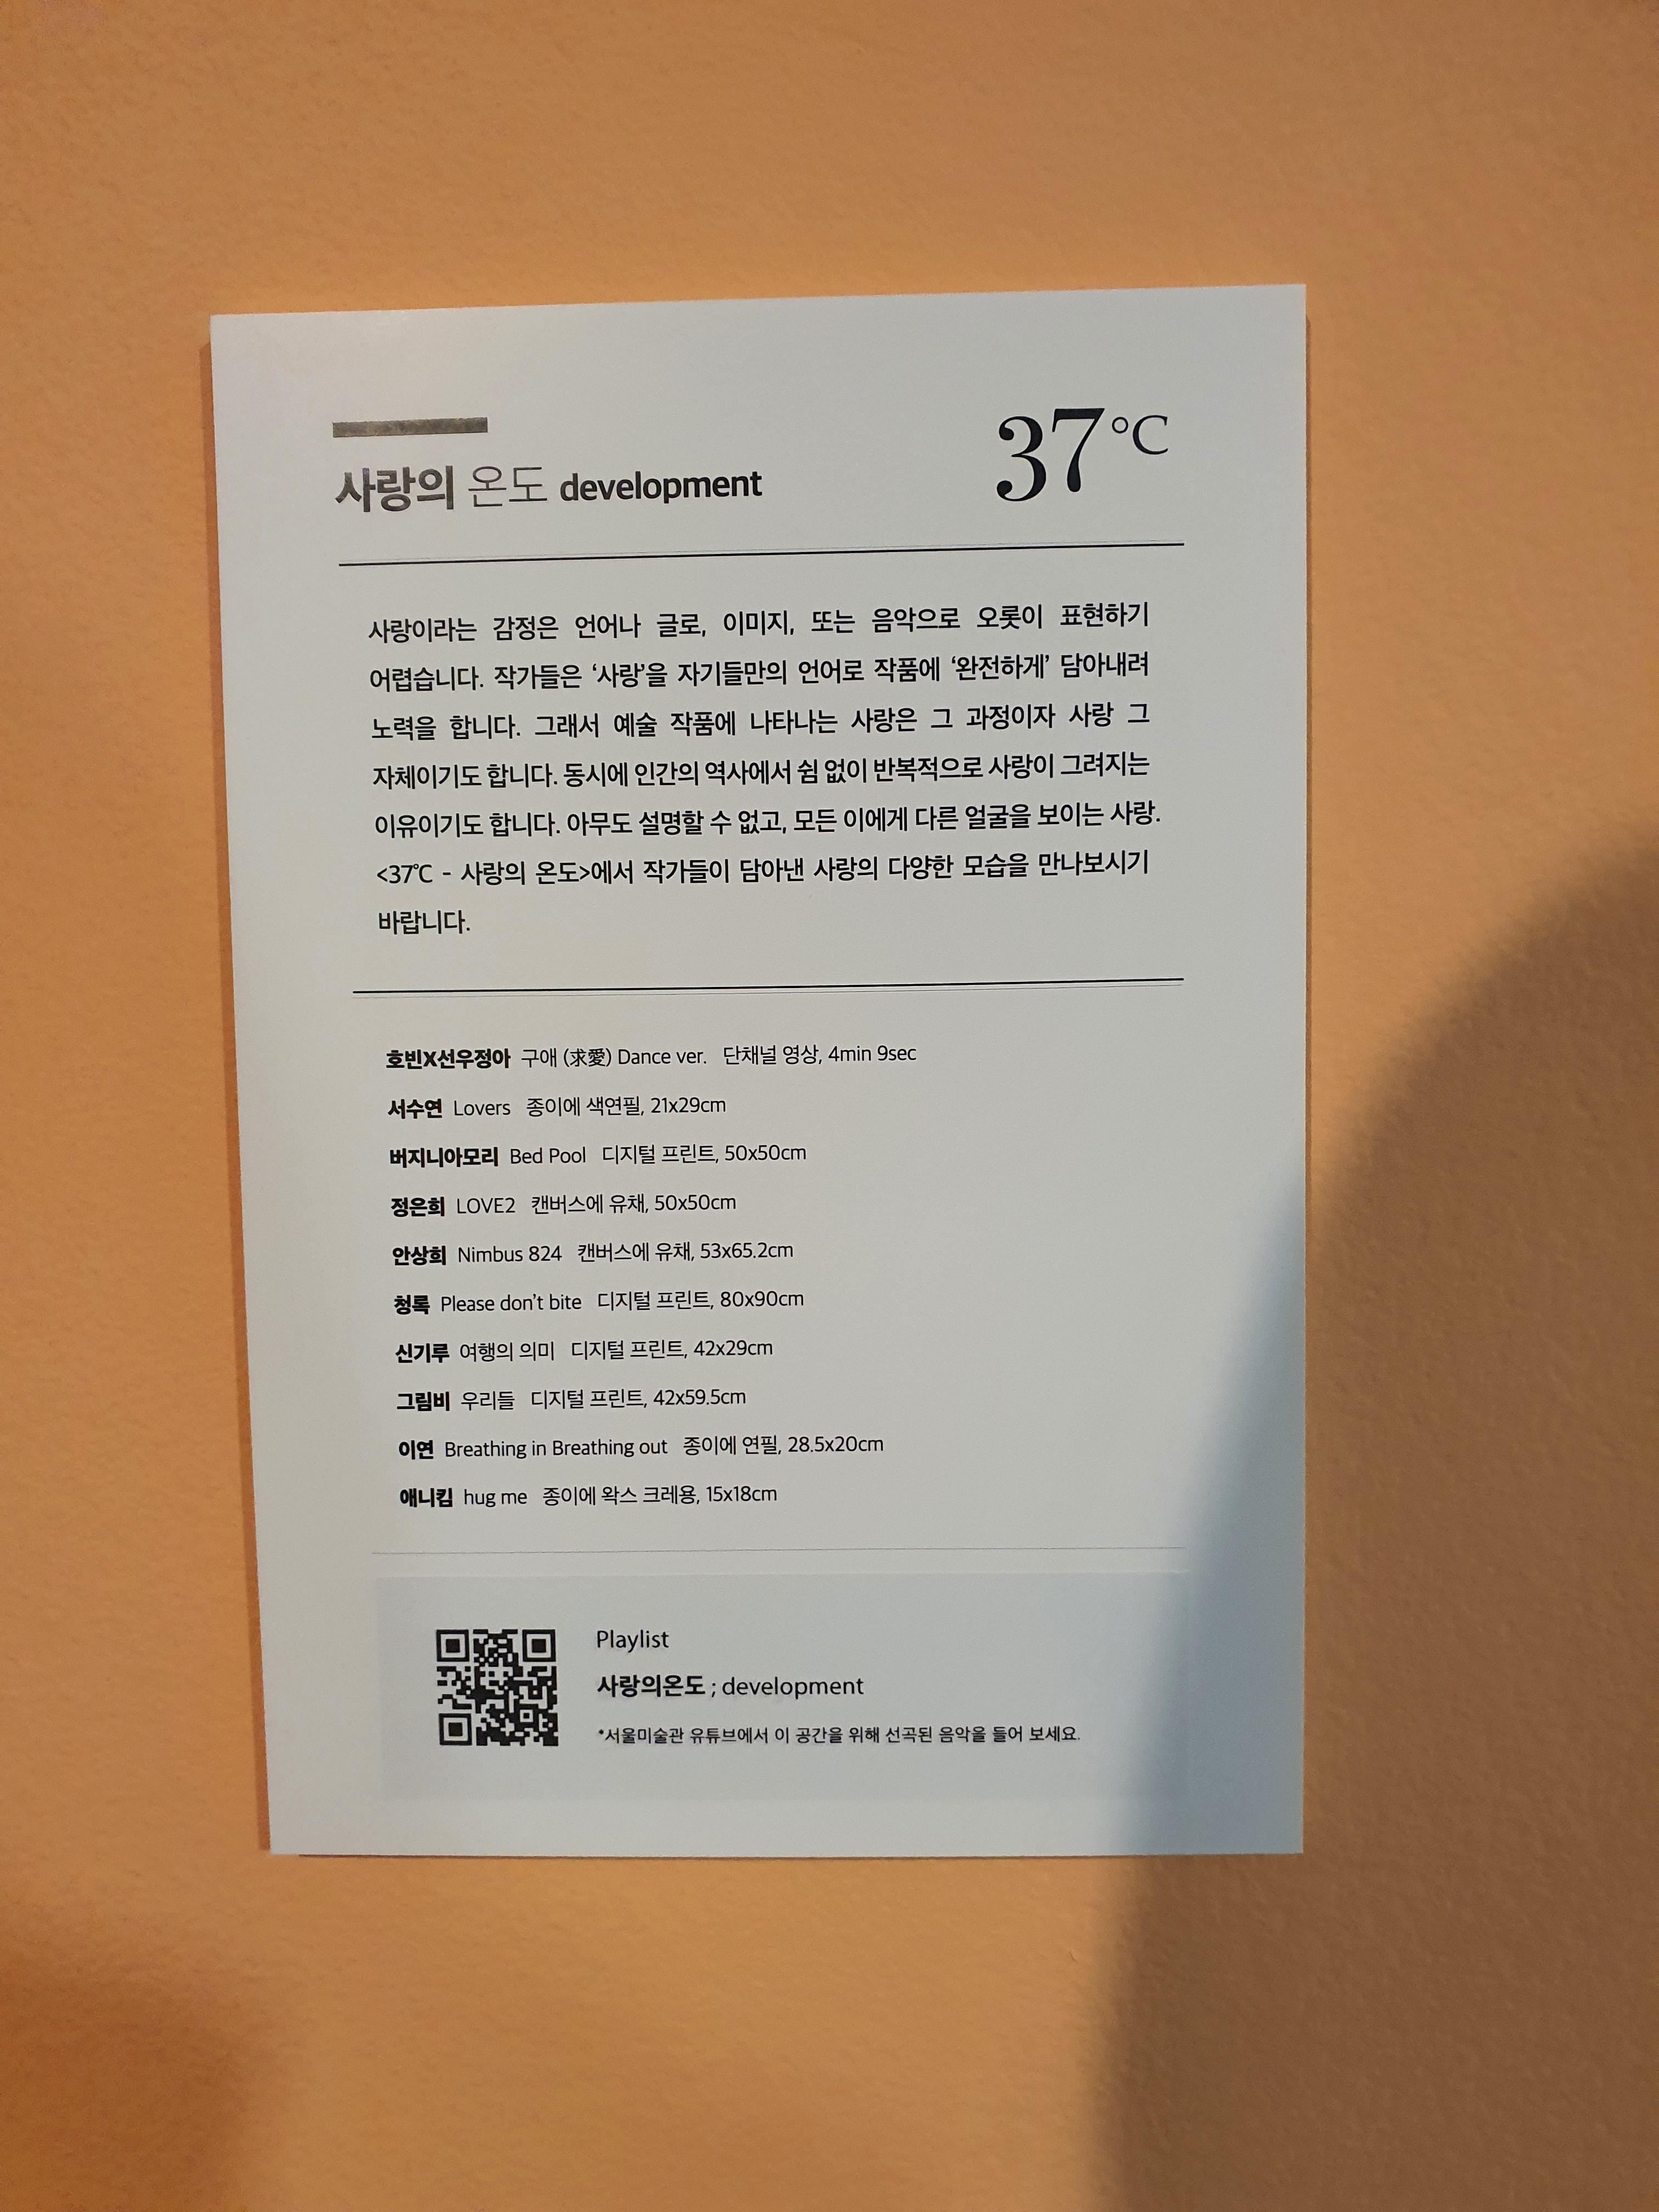 사랑의 온도 development
37℃
사랑이라는 감정은 언어나 글로, 이미지, 또는 음악으로 오롯이 표현하기
어렵습니다. 작가들은 ‘사랑’을 자기들만의 언어로 작품에 ‘완전하게’ 담아내려
노력을 합니다. 그래서 예술 작품에 나타나는 사랑은 그 과정이자 사랑 그
자체이기도 합니다. 동시에 인간의 역사에서 쉼 없이 반복적으로 사랑이 그려지는
이유이기도 합니다. 아무도 설명할 수 없고, 모든 이에게 다른 얼굴을 보이는 사랑.
<37℃ - 사랑의 온도>에서 작가들이 담아낸 사랑의 다양한 모습을 만나보시기
바랍니다.
호빈X선우정아 구애 (求愛) Dance ver. 단채널 영상, 4min 9sec
서수연 Lovers 종이에 색연필, 21x29cm
버지니아모리 Bed Pool 디지털 프린트, 50x50cm
정은희 LOVE2 캔버스에 유채, 50x50cm
안상희 Nimbus 824 캔버스에 유채, 53x65.2cm
청록 Please don’t bite 디지털 프린트, 80x90cm
신기루 여행의 의미 디지털 프린트, 42x29cm
그림비 우리들 디지털 프린트, 42x59.5cm
이연 Breathing in Breathing out 종이에 연필, 28.5x20cm
애니킴 hug me 종이에 왁스 크레용, 15x18cm
Playlist
사랑의온도 ; development
*서울미술관 유튜브에서 이 공간을 위해 선곡된 음악을 들어 보세요.